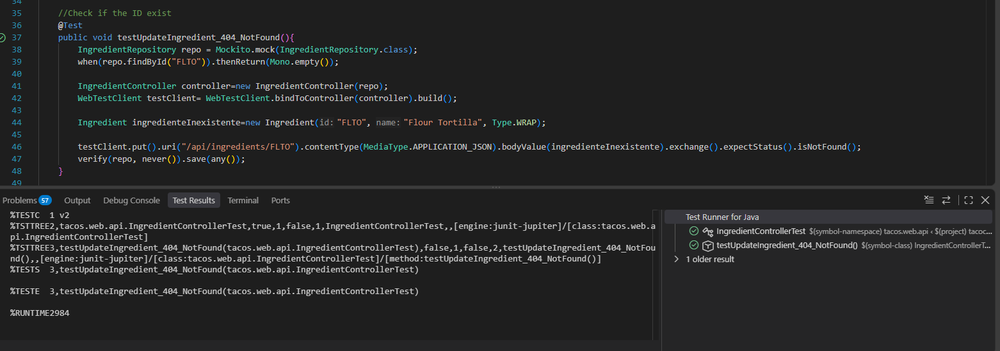 34
35 //Check if the ID exist
36 @Test
37 public void testUpdateIngredient_404_NotFound(){
38 IngredientRepository repo = Mockito.mock(IngredientRepository.class);
39 when(repo.findById("FLTO")).thenReturn(Mono.empty());
40
41 IngredientController controller=new IngredientController(repo);
42 WebTestClient testClient= WebTestClient.bindToController(controller).build();
43
44 Ingredient ingredienteInexistente=new Ingredient(id: "FLTO", name: "Flour Tortilla", Type.WRAP);
45
46 testClient.put().uri("/api/ingredients/FLTO").contentType(MediaType.APPLICATION_JSON).bodyValue(ingredienteInexistente).exchange().expectStatus().isNotFound();
47 verify(repo, never()).save(any());
48 }
49
Problems 57 Output Debug Console Test Results Terminal Ports
%TESTC 1 v2
%TSTTREE2,tacos.web.api.IngredientControllerTest,true,1,false,1,IngredientControllerTest,,[engine:junit-jupiter]/[class:tacos.web.a
pi.IngredientControllerTest]
%TSTTREE3,testUpdateIngredient_404_NotFound(tacos.web.api.IngredientControllerTest),false,1,false,2,testUpdateIngredient_404_NotFou
nd(),,[engine:junit-jupiter]/[class:tacos.web.api.IngredientControllerTest]/[method:testUpdateIngredient_404_NotFound()]
%TESTS 3,testUpdateIngredient_404_NotFound(tacos.web.api.IngredientControllerTest)
%TESTE 3,testUpdateIngredient_404_NotFound(tacos.web.api.IngredientControllerTest)
%RUNTIME2984
Test Runner for Java
IngredientControllerTest $(symbol-namespace) tacos.web.api ‹ $(project) tacoc...
testUpdateIngredient_404_NotFound() $(symbol-class) IngredientControllerT...
1 older result